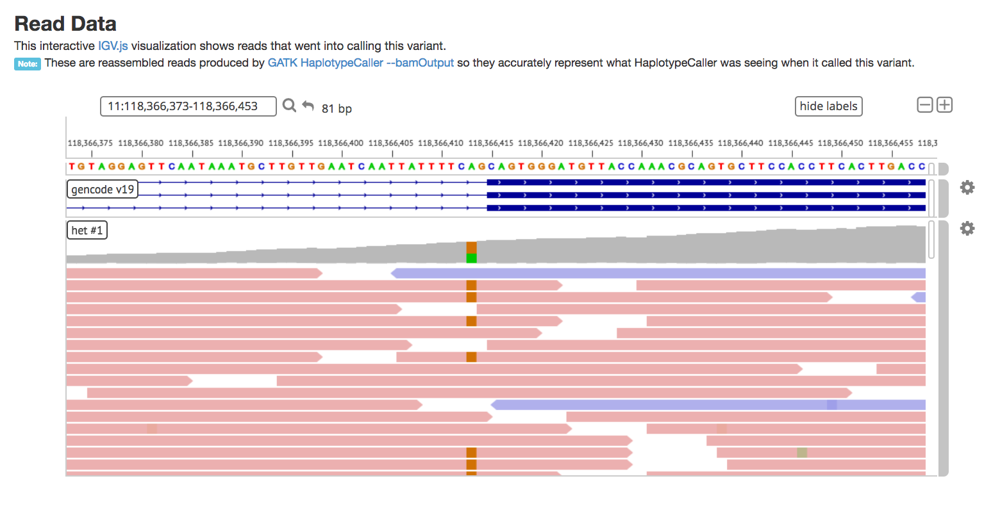 Read Data
This interactive IGV.js visualization shows reads that went into calling this variant.
Note: These are reassembled reads produced by GATK HaplotypeCaller --bamOutput so they accurately represent what HaplotypeCaller was seeing when it called this variant.
11:118,366,373-118,366,453 81 bp hide labels
118,366,375 118,366,380 118,366,385 118,366,390 118,366,395 118,366,400 118,366,405 118,366,410 118,366,415 118,366,420 118,366,425 118,366,430 118,366,435 118,366,440 118,366,445 118,366,450 118,366,455 118,3
T G T A G G A G T T C A A T A A A T G C T T G T T G A A T C A A T T A T T T T C A G C A G T G G G A T G T T A C C A A A C G C A G T G C T T C C A C C T T C A C T T G A C C
gencode v19
het #1